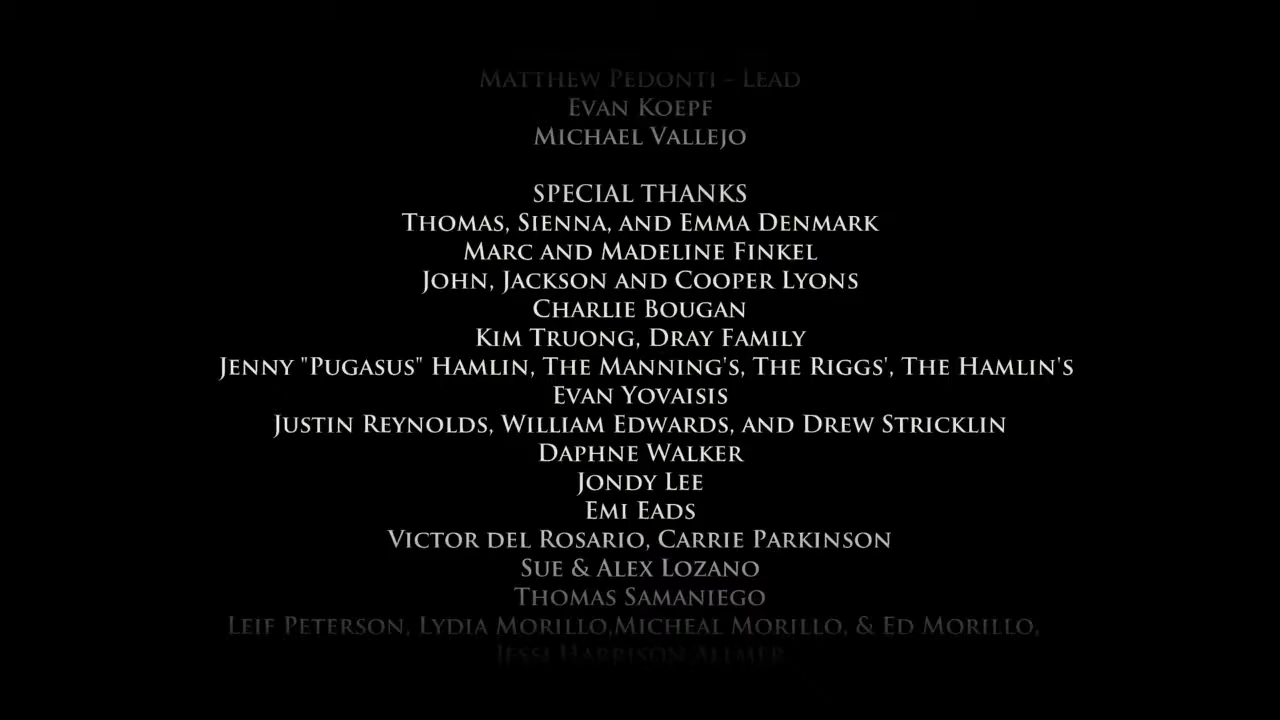 Matthew Pedonti – Lead
Evan Koepf
Michael Vallejo
SPECIAL THANKS
Thomas, Sienna, and Emma Denmark
Marc and Madeline Finkel
John, Jackson and Cooper Lyons
Charlie Bougan
Kim Truong, Dray Family
Jenny "Pugasus" Hamlin, The Manning's, The Riggs', The Hamlin's
Evan Yovaisis
Justin Reynolds, William Edwards, and Drew Stricklin
Daphne Walker
Jondy Lee
Emi Eads
Victor del Rosario, Carrie Parkinson
Sue & Alex Lozano
Thomas Samaniego
Leif Peterson, Lydia Morillo,Micheal Morillo, & Ed Morillo,
Jessi Harrison